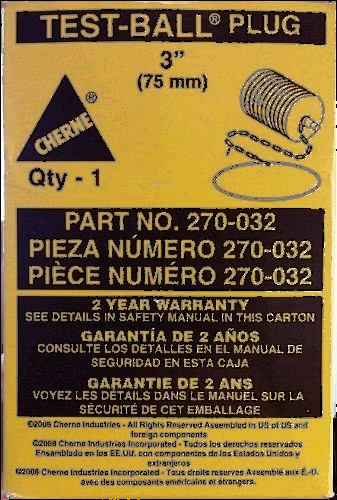 TEST-BALL® PLUG
3"
(75 mm)
CHERNE®
Qty - 1
PART NO. 270-032
PIEZA NÚMERO 270-032
PIÈCE NUMÉRO 270-032
2 YEAR WARRANTY
SEE DETAILS IN SAFETY MANUAL IN THIS CARTON
GARANTÍA DE 2 AÑOS
CONSULTE LOS DETALLES EN EL MANUAL DE
SEGURIDAD EN ESTA CAJA
GARANTIE DE 2 ANS
VOYEZ LES DÉTAILS DANS LE MANUEL SUR LA
SÉCURITÉ DE CET EMBALLAGE
©2006 Cherne Industries - All Rights Reserved Assembled in US of US and
foreign components
©2006 Cherne Industries Incorporated - Todos los derechos reservados
Ensamblado en los EE.UU. con componentes de los Estados Unidos y
extranjeros
©2006 Cherne Industries Incorporated - Tous droits reserves Assemblé aux É.-U.
avec des composants américains et étrangers.